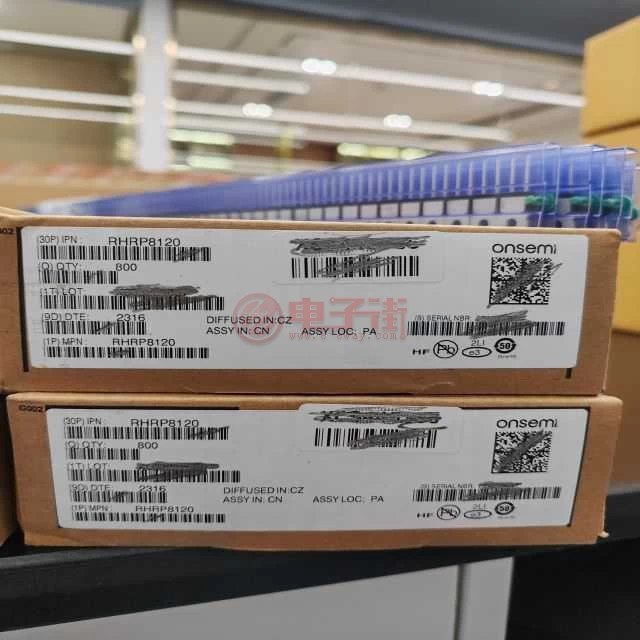 (30P) IPN: RHRP8120
(Q) QTY: 800
(1T) LOT:
(9D) DTE: 2316
(1P) MPN: RHRP8120
DIFFUSED IN:CZ
ASSY IN: CN ASSY LOC: PA
onsemi
(S) SERIAL NBR
HF
2LI
e3
50
电子街
G002
(30P) IPN: RHRP8120
(Q) QTY: 800
(1T) LOT
(9D) DTE: 2316
(1P) MPN RHRP8120
DIFFUSED IN:CZ
ASSY IN: CN ASSY LOC: PA
onsemi
(S) SERIAL NBR
HF
2LI
e3
50